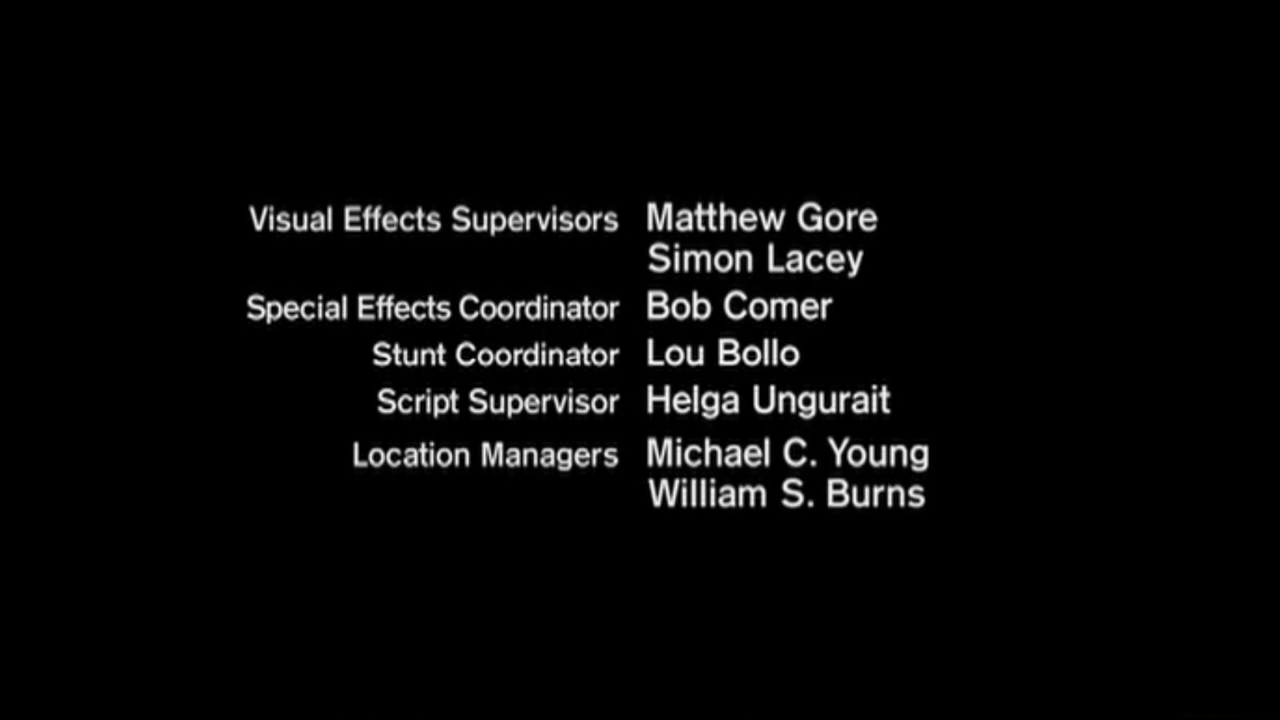 Visual Effects Supervisors Matthew Gore
Simon Lacey
Special Effects Coordinator Bob Comer
Stunt Coordinator Lou Bollo
Script Supervisor Helga Ungurait
Location Managers Michael C. Young
William S. Burns